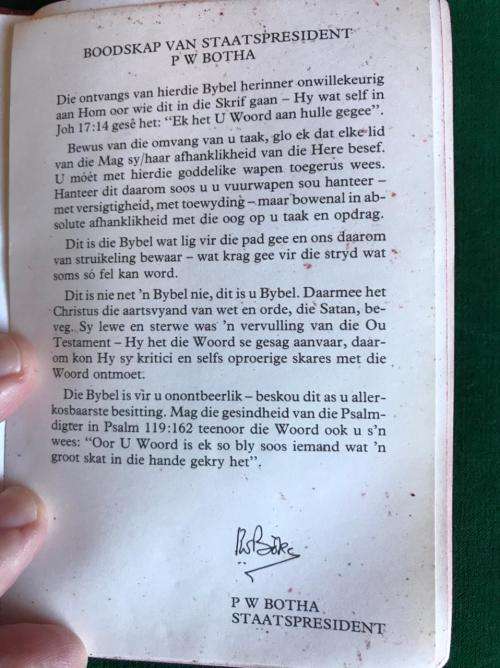 BOODSKAP VAN STAATSPRESIDENT
P W BOTHA
Die ontvangs van hierdie Bybel herinner onwillekeurig
aan Hom oor wie dit in die Skrif gaan – Hy wat self in
Joh 17:14 gesê het: “Ek het U Woord aan hulle gegee”.
Bewus van die omvang van u taak, glo ek dat elke lid
van die Mag sy/haar afhanklikheid van die Here besef.
U móét met hierdie goddelike wapen toegerus wees.
Hanteer dit daarom soos u u vuurwapen sou hanteer –
met versigtigheid, met toewyding – maar bowenal in ab-
solute afhanklikheid met die oog op u taak en opdrag.
Dit is die Bybel wat lig vir die pad gee en ons daarom
van struikeling bewaar – wat krag gee vir die stryd wat
soms só fel kan word.
Dit is nie net 'n Bybel nie, dit is u Bybel. Daarmee het
Christus die aartsvyand van wet en orde, die Satan, be-
veg. Sy lewe en sterwe was 'n vervulling van die Ou
Testament – Hy het die Woord se gesag aanvaar, daar-
om kon Hy sy kritici en selfs oproerige skares met die
Woord ontmoet.
Die Bybel is vir u onontbeerlik – beskou dit as u aller-
kosbaarste besitting. Mag die gesindheid van die Psalm-
digter in Psalm 119:162 teenoor die Woord ook u s'n
wees: “Oor U Woord is ek so bly soos iemand wat 'n
groot skat in die hande gekry het”.
PW Botha
P W BOTHA
STAATSPRESIDENT